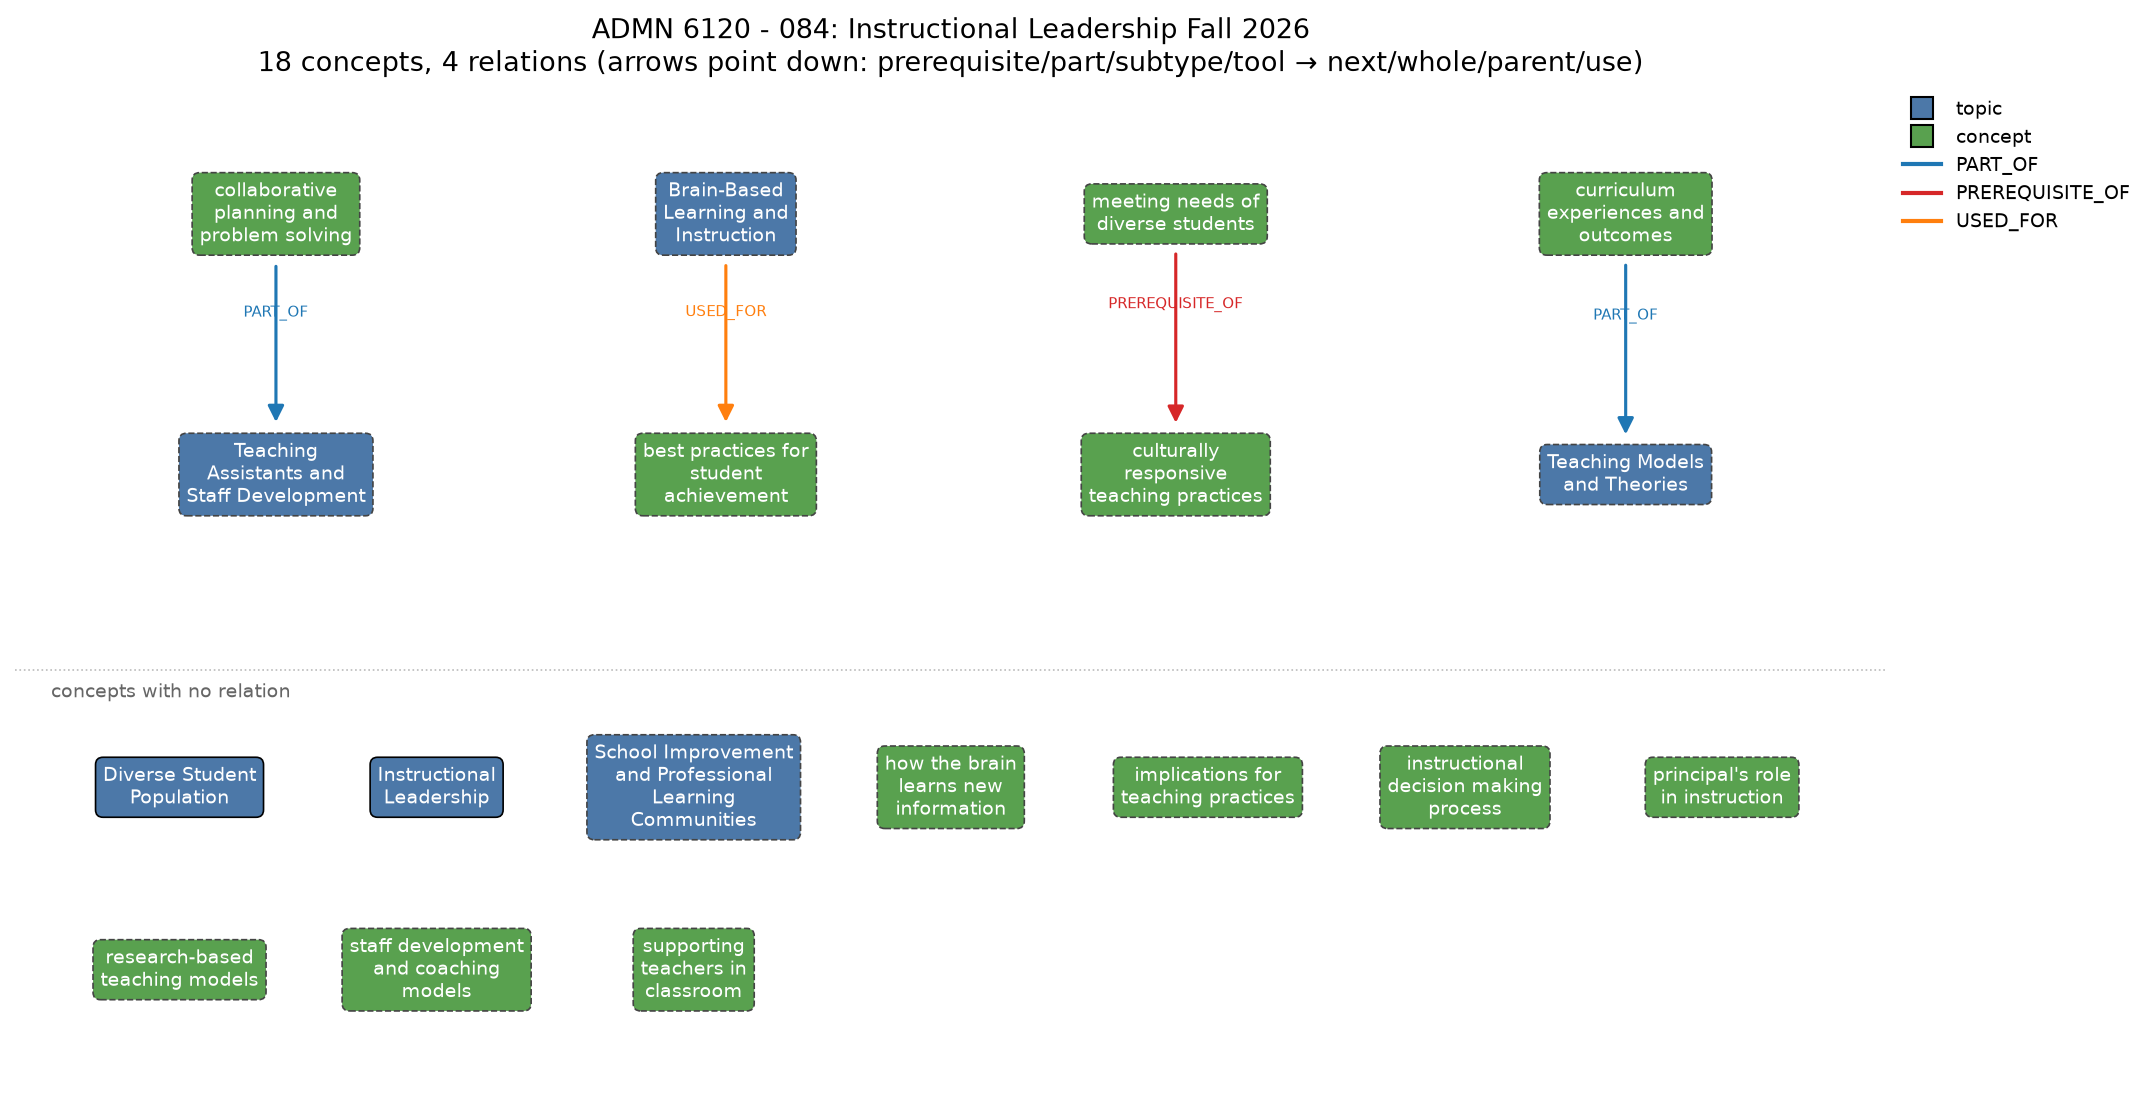 ADMN 6120 - 084: Instructional Leadership Fall 2026
18 concepts, 4 relations (arrows point down: prerequisite/part/subtype/tool → next/whole/parent/use)
topic
concept
PART_OF
PREREQUISITE_OF
USED_FOR
collaborative
planning and
problem solving
Brain-Based
Learning and
Instruction
meeting needs of
diverse students
curriculum
experiences and
outcomes
PART_OF
USED_FOR
PREREQUISITE_OF
PART_OF
Teaching
Assistants and
Staff Development
best practices for
student
achievement
culturally
responsive
teaching practices
Teaching Models
and Theories
concepts with no relation
Diverse Student
Population
Instructional
Leadership
School Improvement
and Professional
Learning
Communities
how the brain
learns new
information
implications for
teaching practices
instructional
decision making
process
principal's role
in instruction
research-based
teaching models
staff development
and coaching
models
supporting
teachers in
classroom